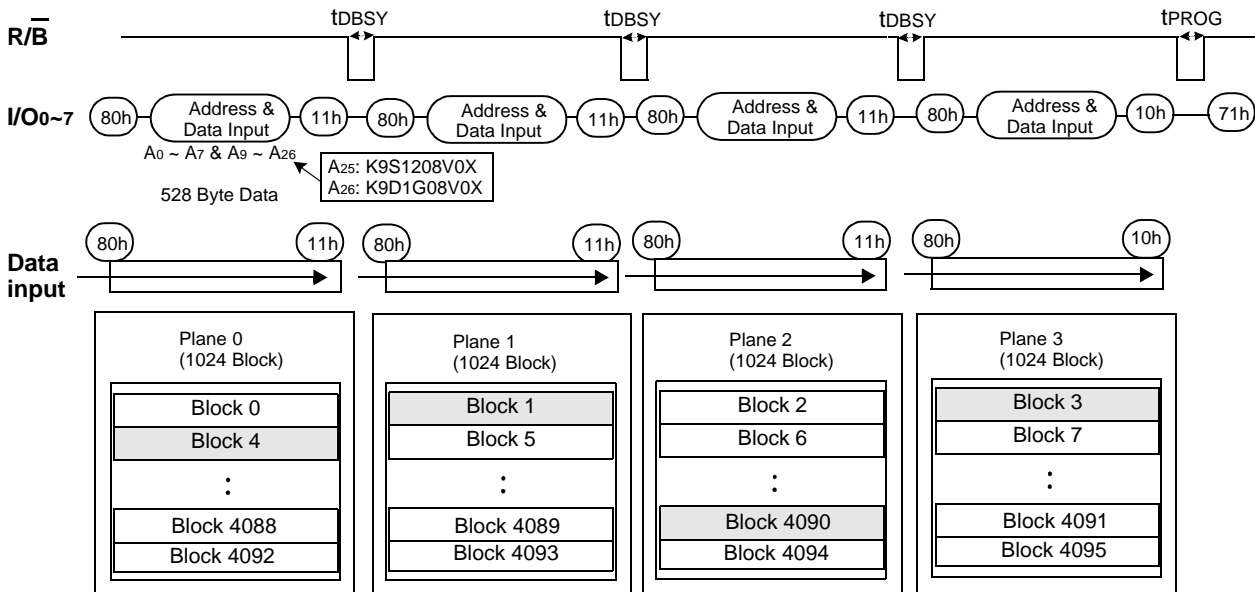 tDBSY tDBSY tDBSY tPROG
R/B
I/O0~7 80h Address & Data Input 11h 80h Address & Data Input 11h 80h Address & Data Input 11h 80h Address & Data Input 10h 71h
A0 ~ A7 & A9 ~ A26
A25: K9S1208V0X
A26: K9D1G08V0X
528 Byte Data
80h 11h 80h 11h 80h 11h 80h 10h
Data
input
Plane 0
(1024 Block)
Block 0
Block 4
:
Block 4088
Block 4092
Plane 1
(1024 Block)
Block 1
Block 5
:
Block 4089
Block 4093
Plane 2
(1024 Block)
Block 2
Block 6
:
Block 4090
Block 4094
Plane 3
(1024 Block)
Block 3
Block 7
:
Block 4091
Block 4095